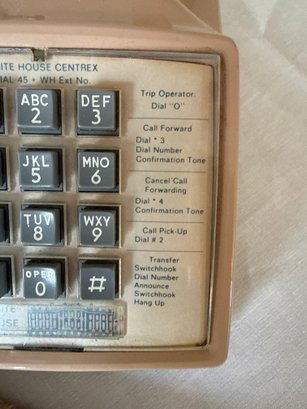 ITE HOUSE CENTREX
IAL 45 + WH Ext No.
ABC
2
DEF
3
JKL
5
MNO
6
TUV
8
WXY
9
OPER
0
#
ITE-
USE
Trip Operator:
Dial "O"
Call Forward
Dial * 3
Dial Number
Confirmation Tone
Cancel Call
Forwarding
Dial * 4
Confirmation Tone
Call Pick-Up
Dial # 2
Transfer
Switchhook
Dial Number
Announce
Switchhook
Hang Up